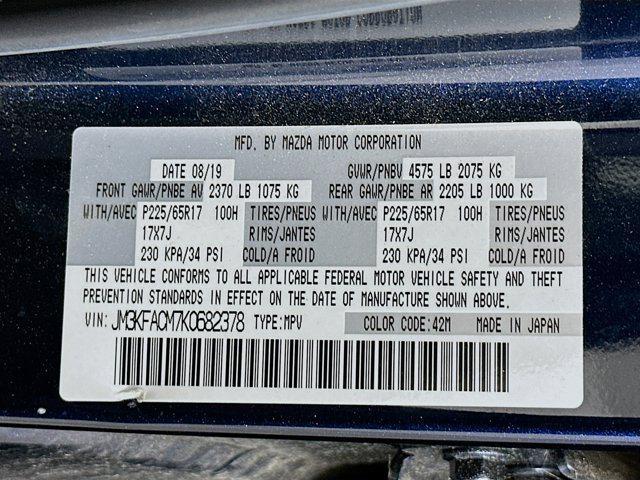 MFD. BY MAZDA MOTOR CORPORATION
DATE 08/19 GVWR/PNBV 4575 LB 2075 KG
FRONT GAWR/PNBE AV 2370 LB 1075 KG REAR GAWR/PNBE AR 2205 LB 1000 KG
WITH/AVEC P225/65R17 100H TIRES/PNEUS WITH/AVEC P225/65R17 100H TIRES/PNEUS
17X7J RIMS/JANTES 17X7J RIMS/JANTES
230 KPA/34 PSI COLD/A FROID 230 KPA/34 PSI COLD/A FROID
THIS VEHICLE CONFORMS TO ALL APPLICABLE FEDERAL MOTOR VEHICLE SAFETY AND THEFT
PREVENTION STANDARDS IN EFFECT ON THE DATE OF MANUFACTURE SHOWN ABOVE.
VIN: JM3KFACM7K0682378 TYPE:MPV COLOR CODE:42M MADE IN JAPAN